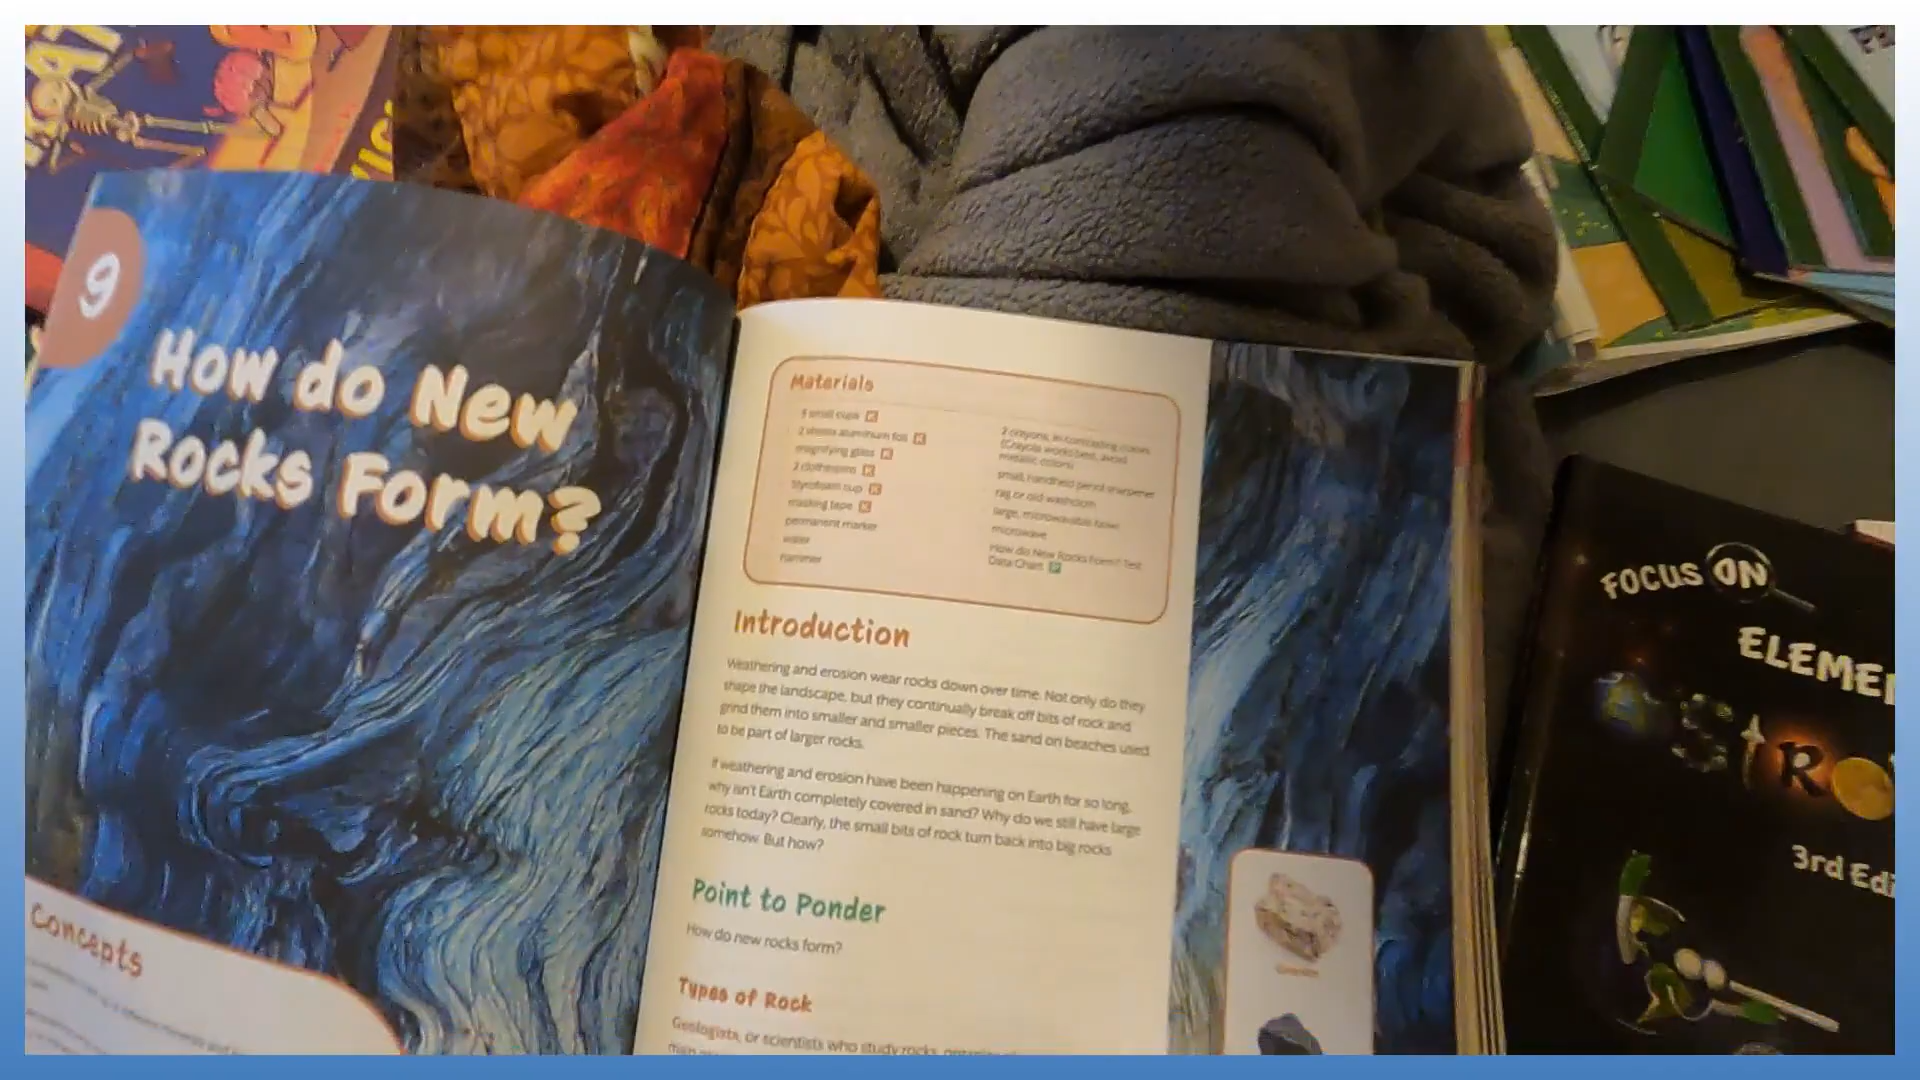 9
How do New
Rocks Form?
Concepts
Materials
small cups K
2 sheets aluminum foil K
magnifying glass K
2 clothespins K
Styrofoam cup K
masking tape K
permanent marker
water
hammer
2 crayons, in contrasting colors
(Crayola works best, avoid
metallic colors)
small, handheld pencil sharpener
rag or old washcloth
large, microwavable bowl
microwave
How do New Rocks Form? Test
Data Chart P
Introduction
Weathering and erosion wear rocks down over time. Not only do they
shape the landscape, but they continually break off bits of rock and
grind them into smaller and smaller pieces. The sand on beaches used
to be part of larger rocks.
If weathering and erosion have been happening on Earth for so long,
why isn't Earth completely covered in sand? Why do we still have large
rocks today? Clearly, the small bits of rock turn back into big rocks
somehow. But how?
Point to Ponder
How do new rocks form?
Types of Rock
Geologists, or scientists who study rocks,
FOCUS ON
ELEME
ASTRO
3rd Edi